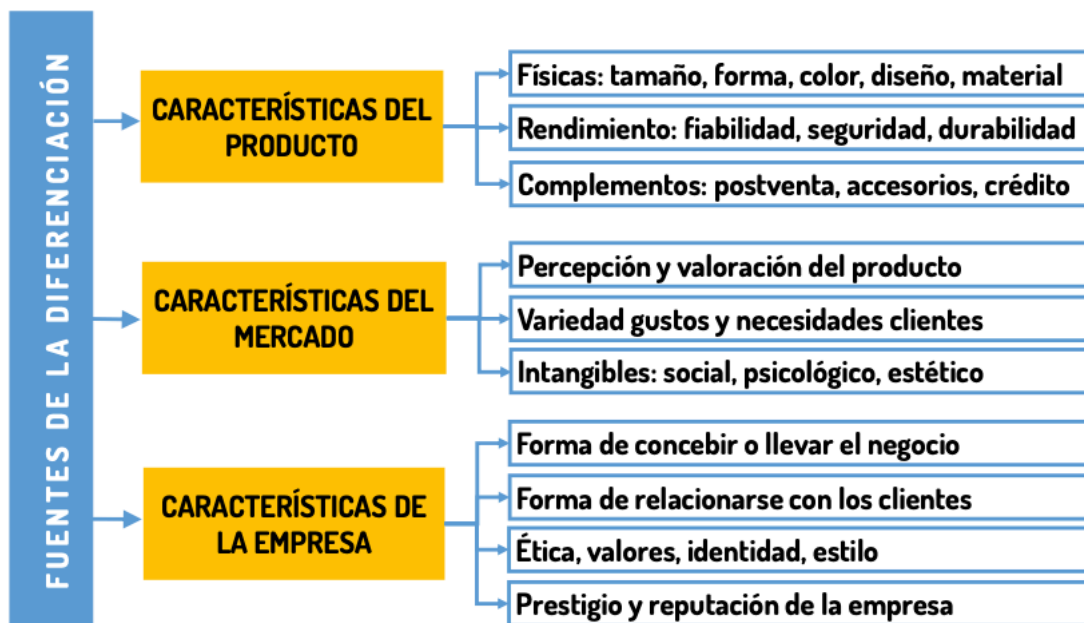 FUENTES DE LA DIFERENCIACIÓN
CARACTERÍSTICAS DEL
PRODUCTO
Físicas: tamaño, forma, color, diseño, material
Rendimiento: fiabilidad, seguridad, durabilidad
Complementos: postventa, accesorios, crédito
CARACTERÍSTICAS DEL
MERCADO
Percepción y valoración del producto
Variedad gustos y necesidades clientes
Intangibles: social, psicológico, estético
CARACTERÍSTICAS DE
LA EMPRESA
Forma de concebir o llevar el negocio
Forma de relacionarse con los clientes
Ética, valores, identidad, estilo
Prestigio y reputación de la empresa